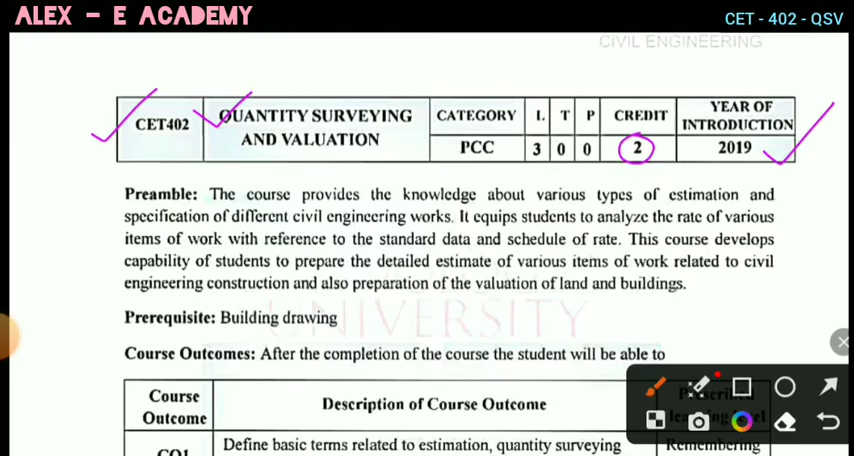 ALEX - E ACADEMY
CET - 402 - QSV
CIVIL ENGINEERING
CET402
QUANTITY SURVEYING
AND VALUATION
CATEGORY L T P CREDIT
YEAR OF
INTRODUCTION
PCC 3 0 0 2 2019
Preamble: The course provides the knowledge about various types of estimation and
specification of different civil engineering works. It equips students to analyze the rate of various
items of work with reference to the standard data and schedule of rate. This course develops
capability of students to prepare the detailed estimate of various items of work related to civil
engineering construction and also preparation of the valuation of land and buildings.
UNIVERSITY
Prerequisite: Building drawing
Course Outcomes: After the completion of the course the student will be able to
Course
Outcome
Description of Course Outcome
CO1
Define basic terms related to estimation, quantity surveying
Remembering